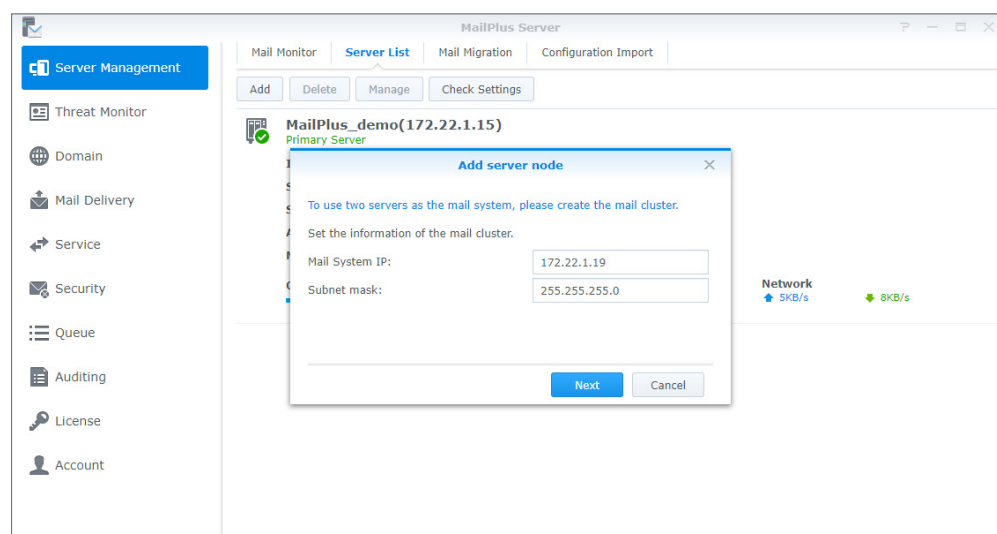 MailPlus Server
Server Management
Threat Monitor
Domain
Mail Delivery
Service
Security
Queue
Auditing
License
Account
Mail Monitor Server List Mail Migration Configuration Import
Add Delete Manage Check Settings
MailPlus_demo(172.22.1.15)
Primary Server
Add server node
To use two servers as the mail system, please create the mail cluster.
Set the information of the mail cluster.
Mail System IP: 172.22.1.19
Subnet mask: 255.255.255.0
Next Cancel
Network
5KB/s 8KB/s